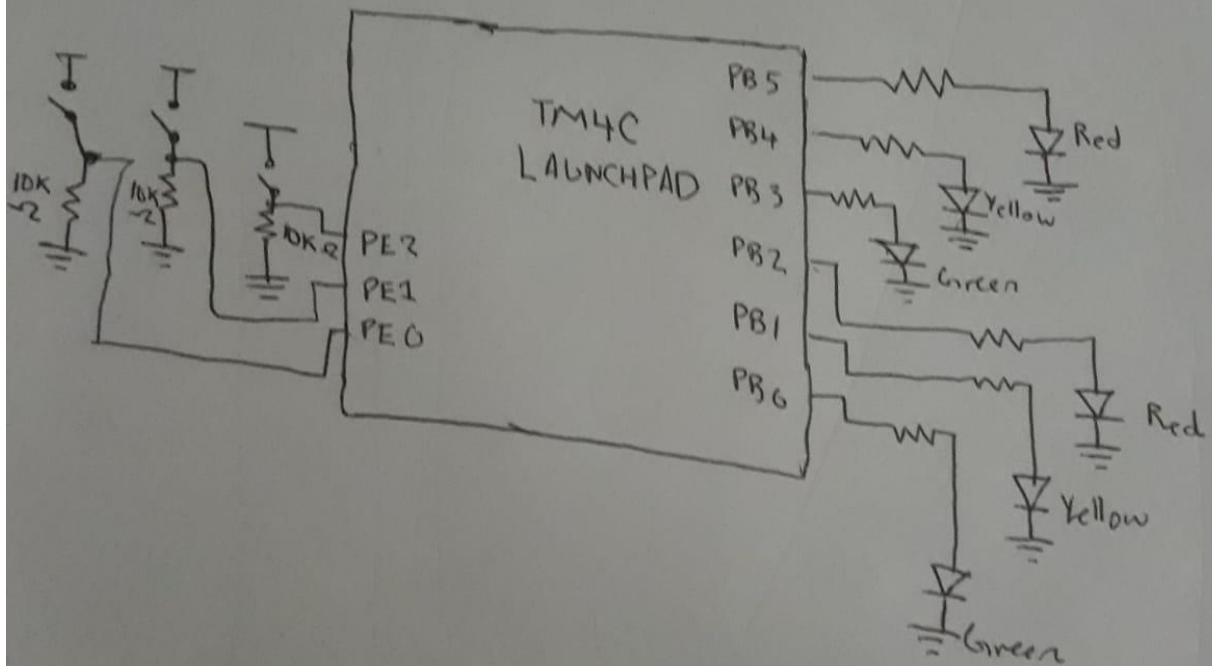 10K
Ω
10K
Ω
10K Ω
PE2
PE1
PE0
TM4C
LAUNCHPAD
PB5
PB4
PB3
PB2
PB1
PB0
Red
Yellow
Green
Red
Yellow
Green